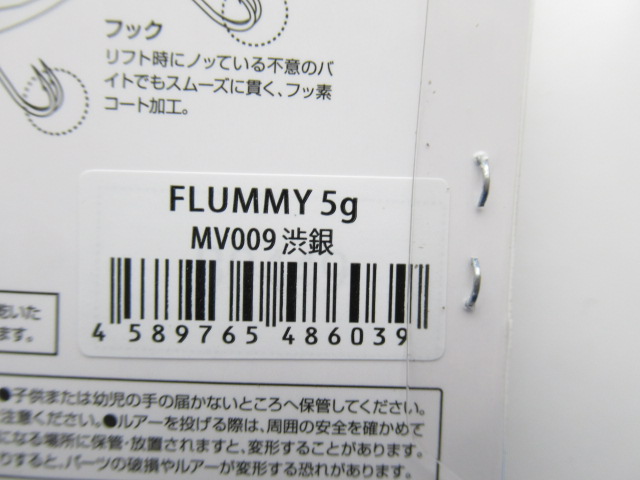 フック
リフト時にノッている不意のバ
イトでもスムーズに貫く、フッ素
コート加工。
FLUMMY 5g
MV009 渋銀
4 589765 486039
いた
ます。
●子供または幼児の手の届かないところへ保管してください。
注意ください。●ルアーを投げる際は、周囲の安全を確かめて
になる場所に保管・放置されますと、変形することがあります。
りすると、パーツの破損やルアーが変形する恐れがあります。